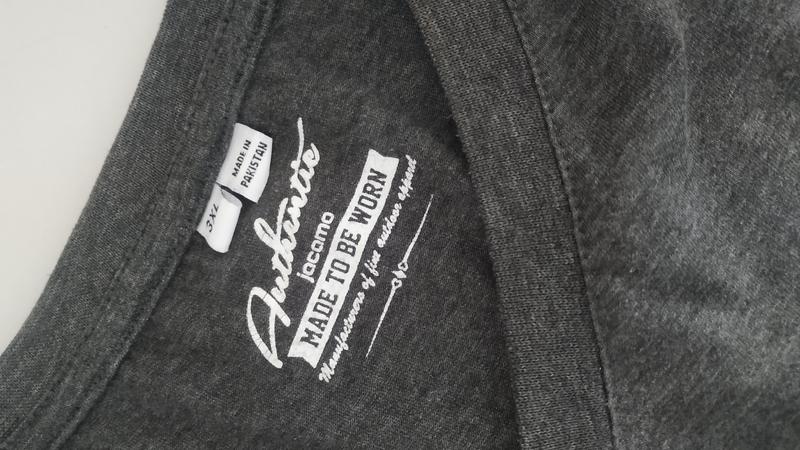 MADE IN
PAKISTAN
3XL
Authentic
jacamo
MADE TO BE WORN
Manufacturers of fine outdoor apparel